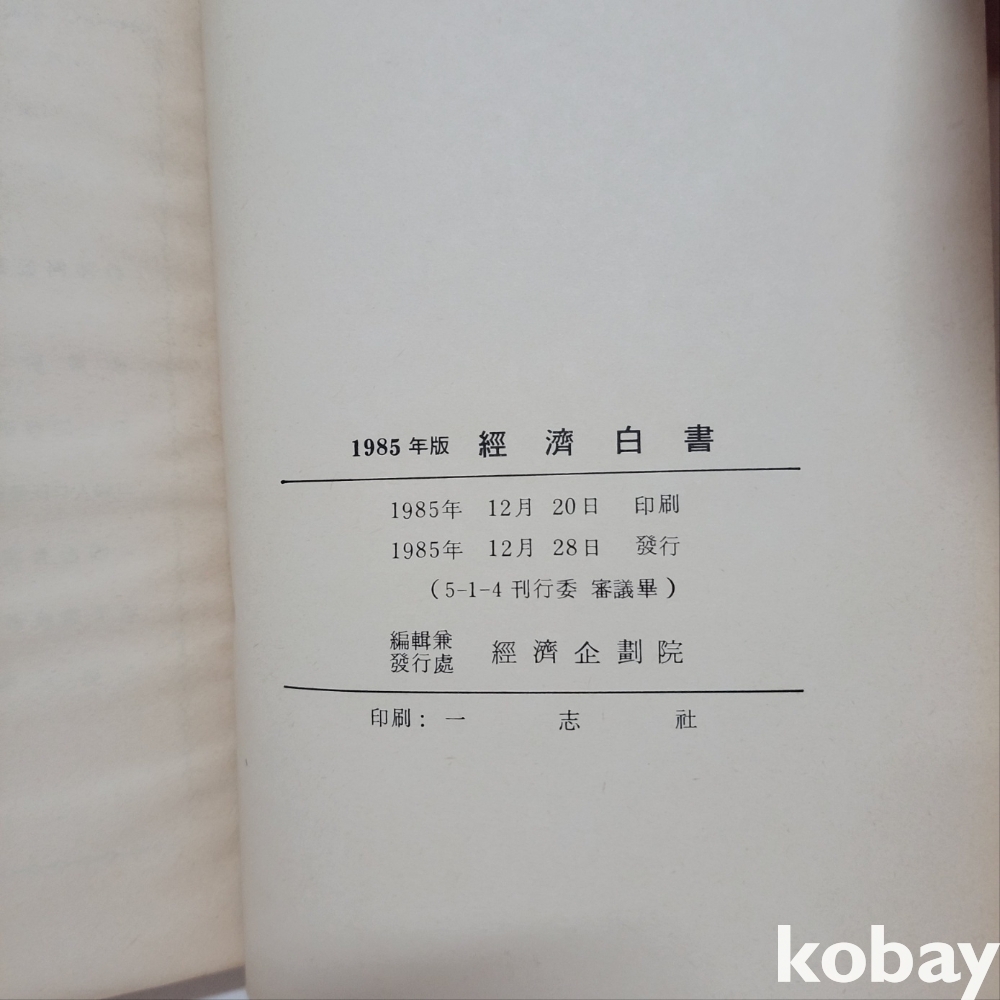 1985 年版 經濟白書
1985年 12月 20日 印刷
1985年 12月 28日 發行
(5-1-4 刊行委 審議畢)
編輯兼
發行處 經濟企劃院
印刷: 一志社
kobay